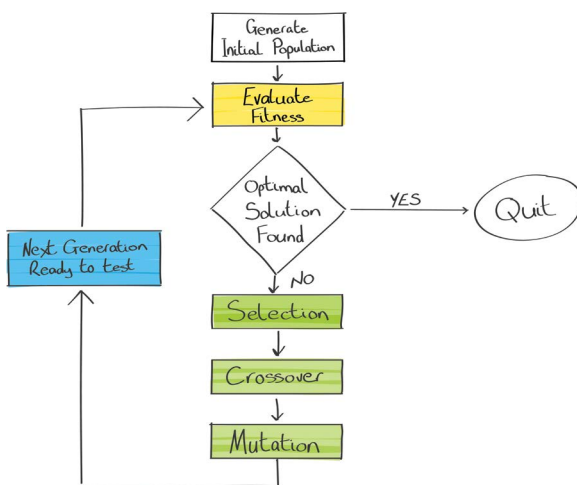 Generate
Initial Population
Evaluate
Fitness
Optimal
Solution
Found
YES
Quit
Next Generation
Ready to test
NO
Selection
Crossover
Mutation